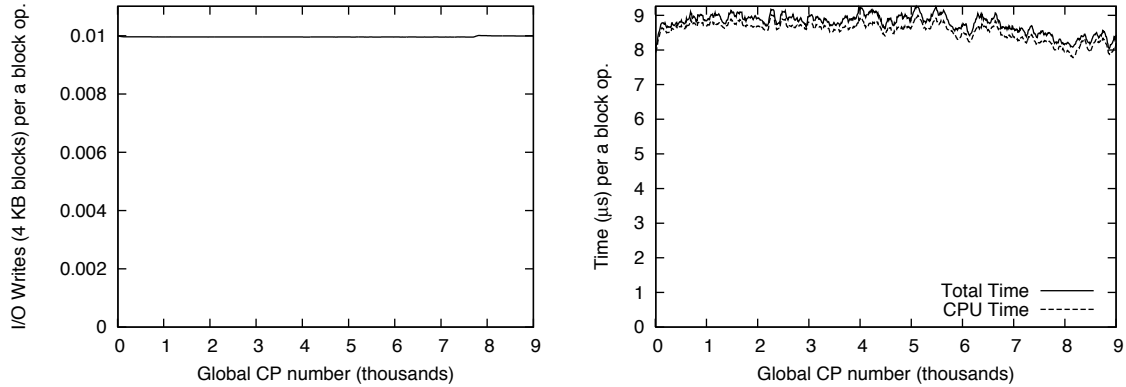 I/O Writes (4 KB blocks) per a block op.
0.01
0.008
0.006
0.004
0.002
0
0 1 2 3 4 5 6 7 8 9
Global CP number (thousands)
Time (μs) per a block op.
9
8
7
6
5
4
3
2
1
0
Total Time
CPU Time
0 1 2 3 4 5 6 7 8 9
Global CP number (thousands)